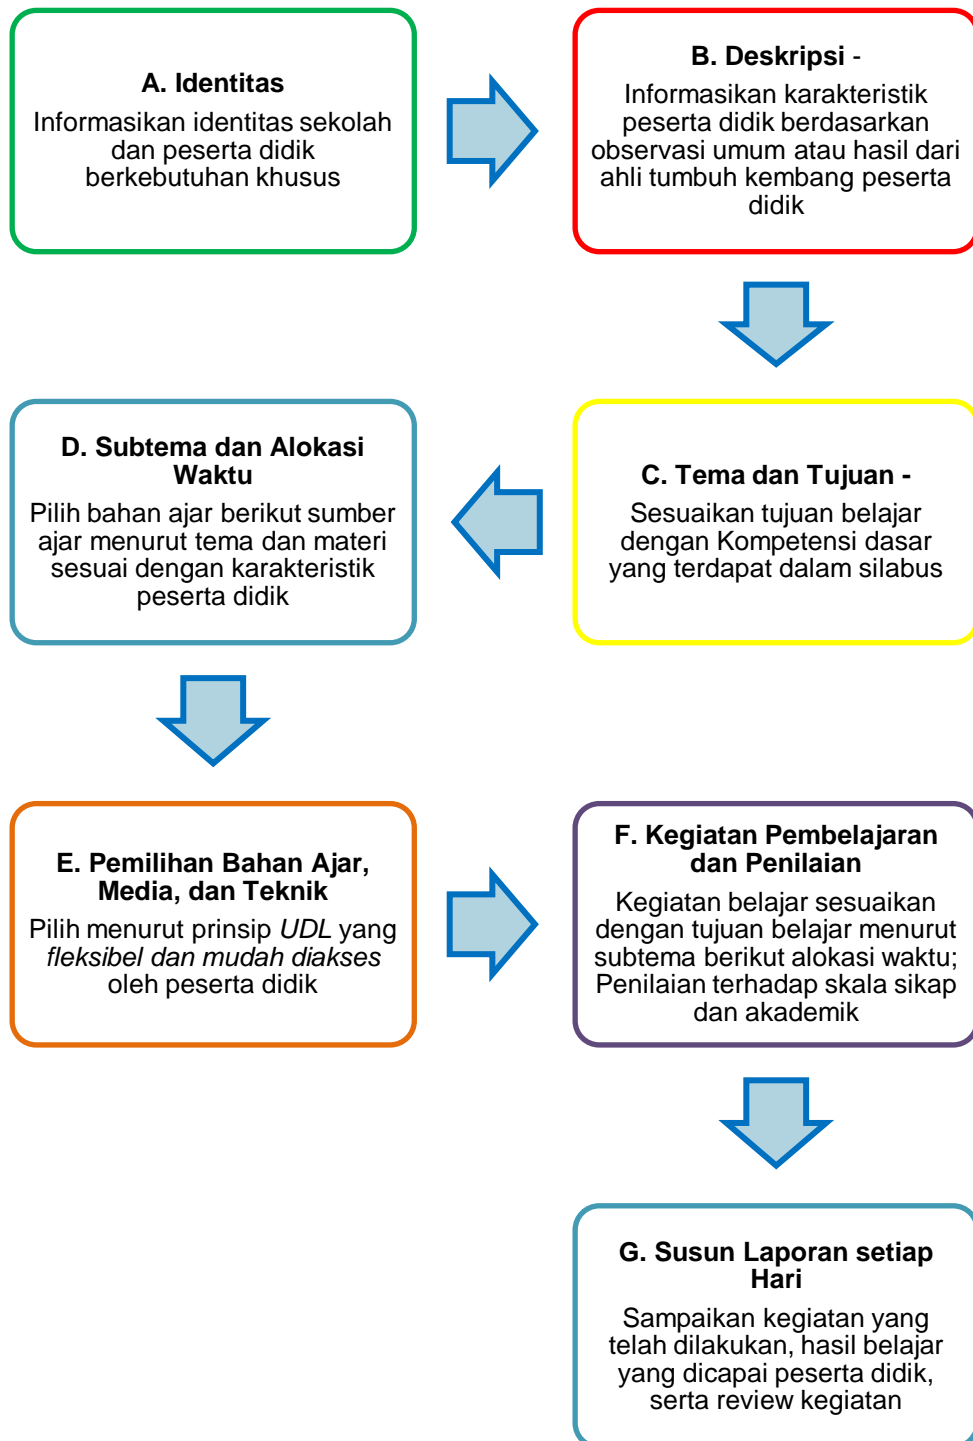 A. Identitas
Informasikan identitas sekolah
dan peserta didik
berkebutuhan khusus
B. Deskripsi -
Informasikan karakteristik
peserta didik berdasarkan
observasi umum atau hasil dari
ahli tumbuh kembang peserta
didik
C. Tema dan Tujuan -
Sesuaikan tujuan belajar
dengan Kompetensi dasar
yang terdapat dalam silabus
D. Subtema dan Alokasi
Waktu
Pilih bahan ajar berikut sumber
ajar menurut tema dan materi
sesuai dengan karakteristik
peserta didik
E. Pemilihan Bahan Ajar,
Media, dan Teknik
Pilih menurut prinsip UDL yang
fleksibel dan mudah diakses
oleh peserta didik
F. Kegiatan Pembelajaran
dan Penilaian
Kegiatan belajar sesuaikan
dengan tujuan belajar menurut
subtema berikut alokasi waktu;
Penilaian terhadap skala sikap
dan akademik
G. Susun Laporan setiap
Hari
Sampaikan kegiatan yang
telah dilakukan, hasil belajar
yang dicapai peserta didik,
serta review kegiatan